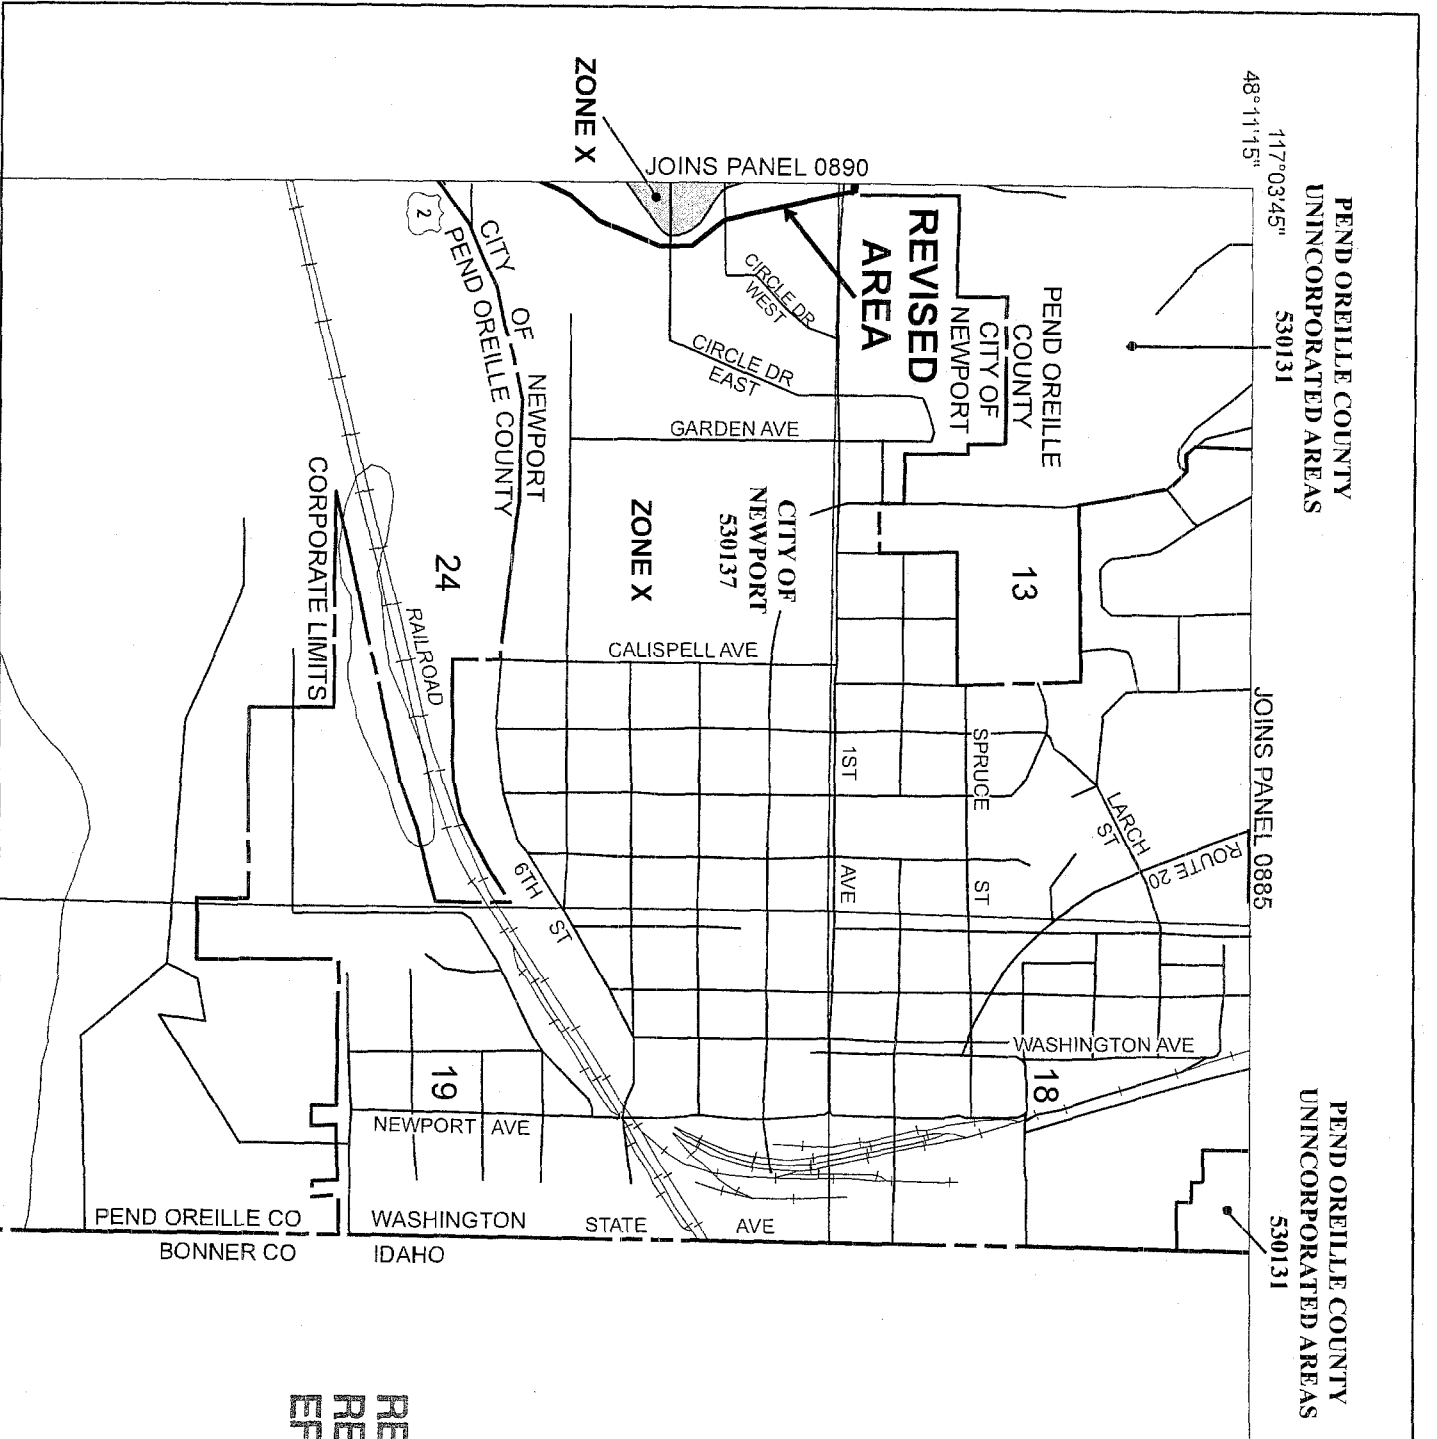 PEND OREILLE COUNTY
UNINCORPORATED AREAS
530131
PEND OREILLE COUNTY
UNINCORPORATED AREAS
530131
117°03'45"
48°11'15"
JOINS PANEL 0885
ROUTE 20
LARCH
ST
PEND OREILLE
COUNTY
CITY OF
NEWPORT
13
18
WASHINGTON AVE
SPRUCE
ST
REVISED
AREA
1ST
AVE
JOINS PANEL 0890
CIRCLE DR
WEST
CIRCLE DR
EAST
GARDEN AVE
CITY OF
NEWPORT
530137
CALISPELL AVE
ZONE X
ZONE X
6TH
ST
CITY OF NEWPORT
PEND OREILLE COUNTY
2
24
RAILROAD
19
NEWPORT AVE
CORPORATE LIMITS
STATE AVE
WASHINGTON
IDAHO
PEND OREILLE CO
BONNER CO
RE
RE
EF